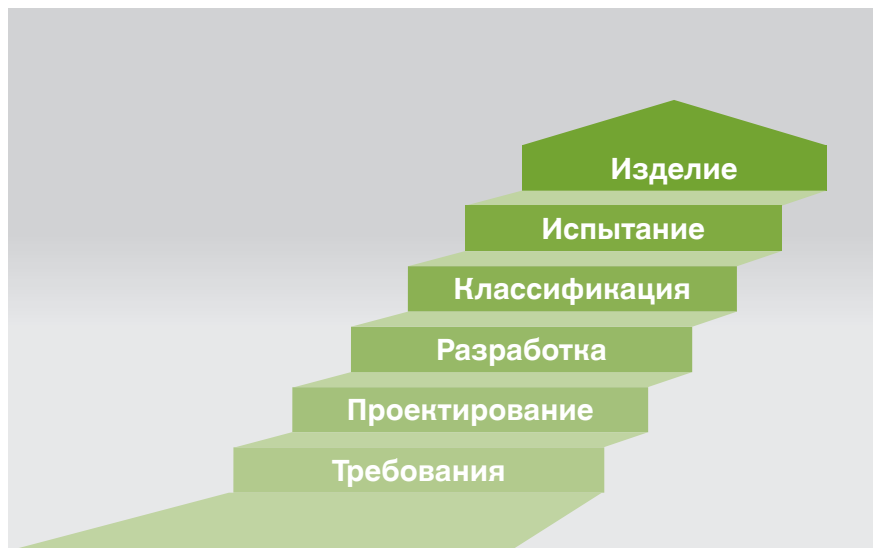 Изделие
Испытание
Классификация
Разработка
Проектирование
Требования